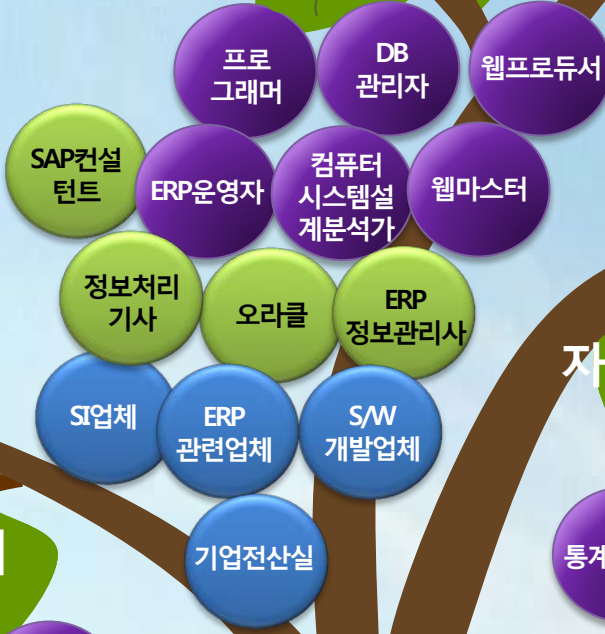 프로
그래머
DB
관리자
웹프로듀서
SAP컨설
턴트
ERP운영자
컴퓨터
시스템설
계분석가
웹마스터
정보처리
기사
오라클
ERP
정보관리사
자
SI업체
ERP
관련업체
S/W
개발업체
기업전산실
통계